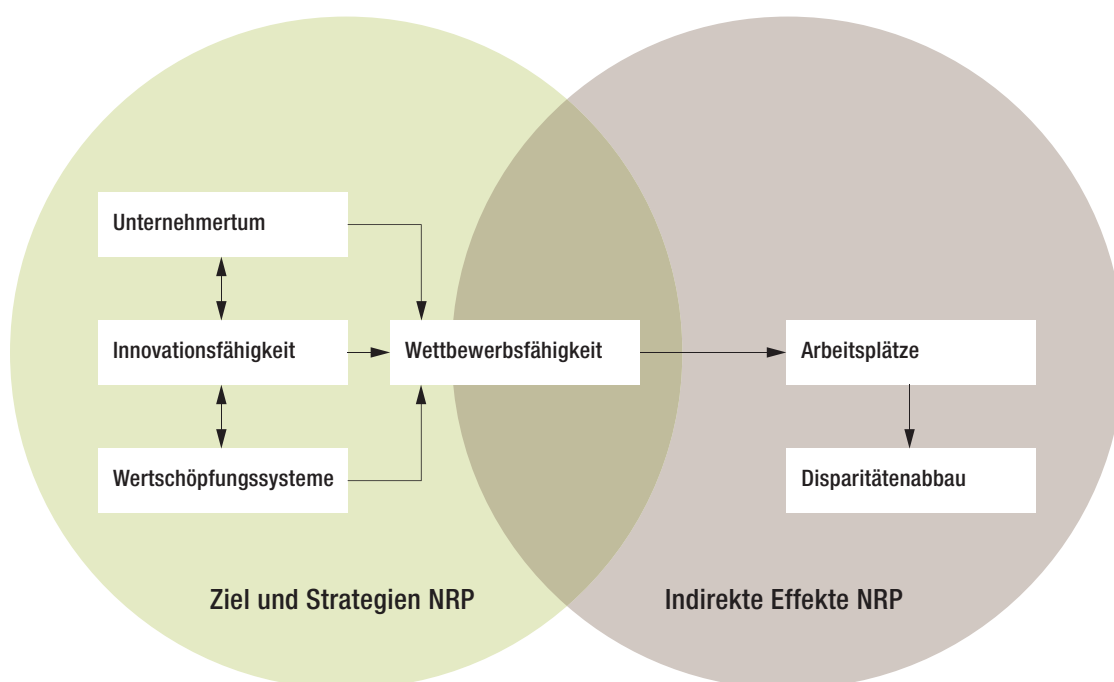 Unternehmertum
Innovationsfähigkeit
Wettbewerbsfähigkeit
Arbeitsplätze
Wertschöpfungssysteme
Disparitätenabbau
Ziel und Strategien NRP
Indirekte Effekte NRP